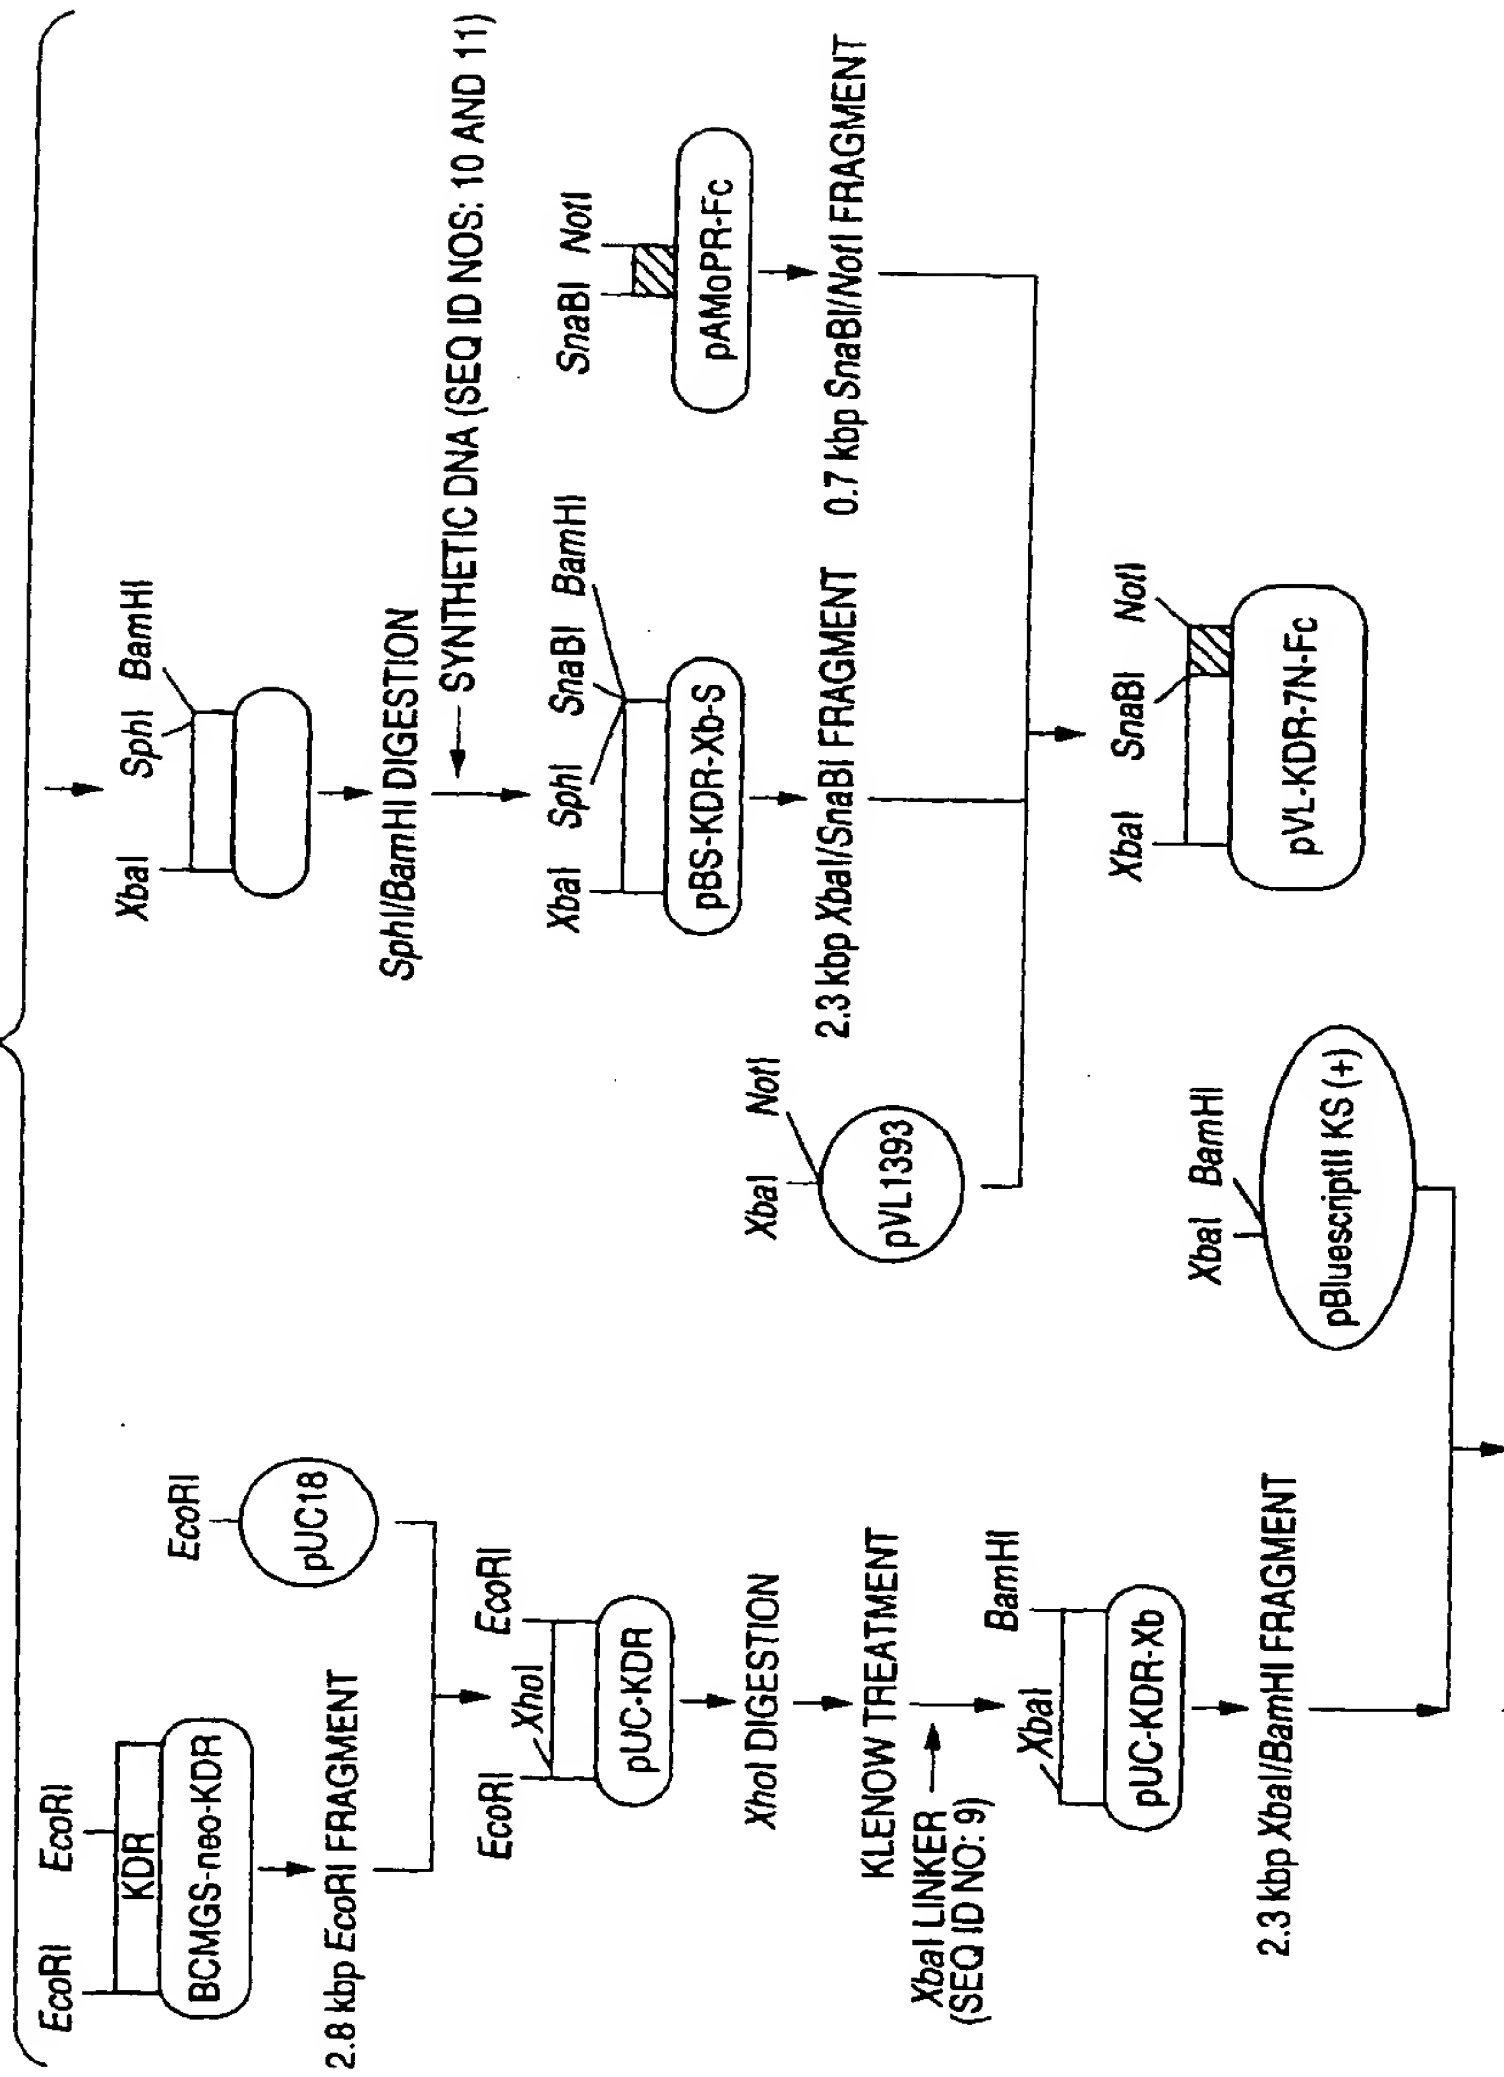 EcoRI
EcoRI
KDR
BCMGS-neo-KDR
2.8 kbp EcoRI FRAGMENT
EcoRI
pUC18
EcoRI
XhoI
EcoRI
pUC-KDR
XhoI DIGESTION
KLENOW TREATMENT
XbaI LINKER
(SEQ ID NO: 9)
XbaI
BamHI
pUC-KDR-Xb
2.3 kbp XbaI/BamHI FRAGMENT
XbaI
BamHI
pBluescriptII KS (+)
XbaI
SphI
BamHI
SphI/BamHI DIGESTION
SYNTHETIC DNA (SEQ ID NOS: 10 AND 11)
XbaI
SphI
SnaBI
BamHI
pBS-KDR-Xb-S
SnaBI
NotI
pAMoPR-Fc
XbaI
NotI
pVL1393
2.3 kbp XbaI/SnaBI FRAGMENT
0.7 kbp SnaBI/NotI FRAGMENT
XbaI
SnaBI
NotI
pVL-KDR-7N-Fc